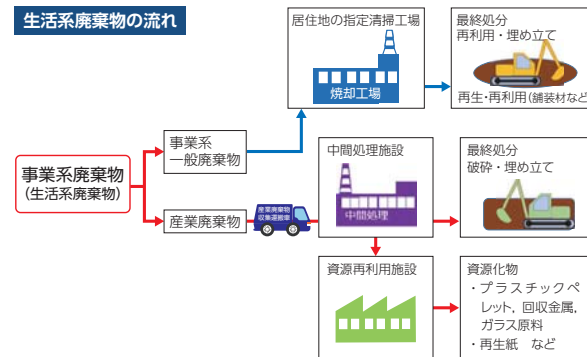 生活系廃棄物の流れ
居住地の指定清掃工場
焼却工場
最終処分
再利用・埋め立て
再生・再利用(舗装材など)
事業系
一般廃棄物
事業系廃棄物
(生活系廃棄物)
産業廃棄物
産業廃棄物
収集運搬車
中間処理施設
中間処理
最終処分
破砕・埋め立て
資源再利用施設
資源化物
・プラスチックペ
レット，回収金属，
ガラス原料
・再生紙　など